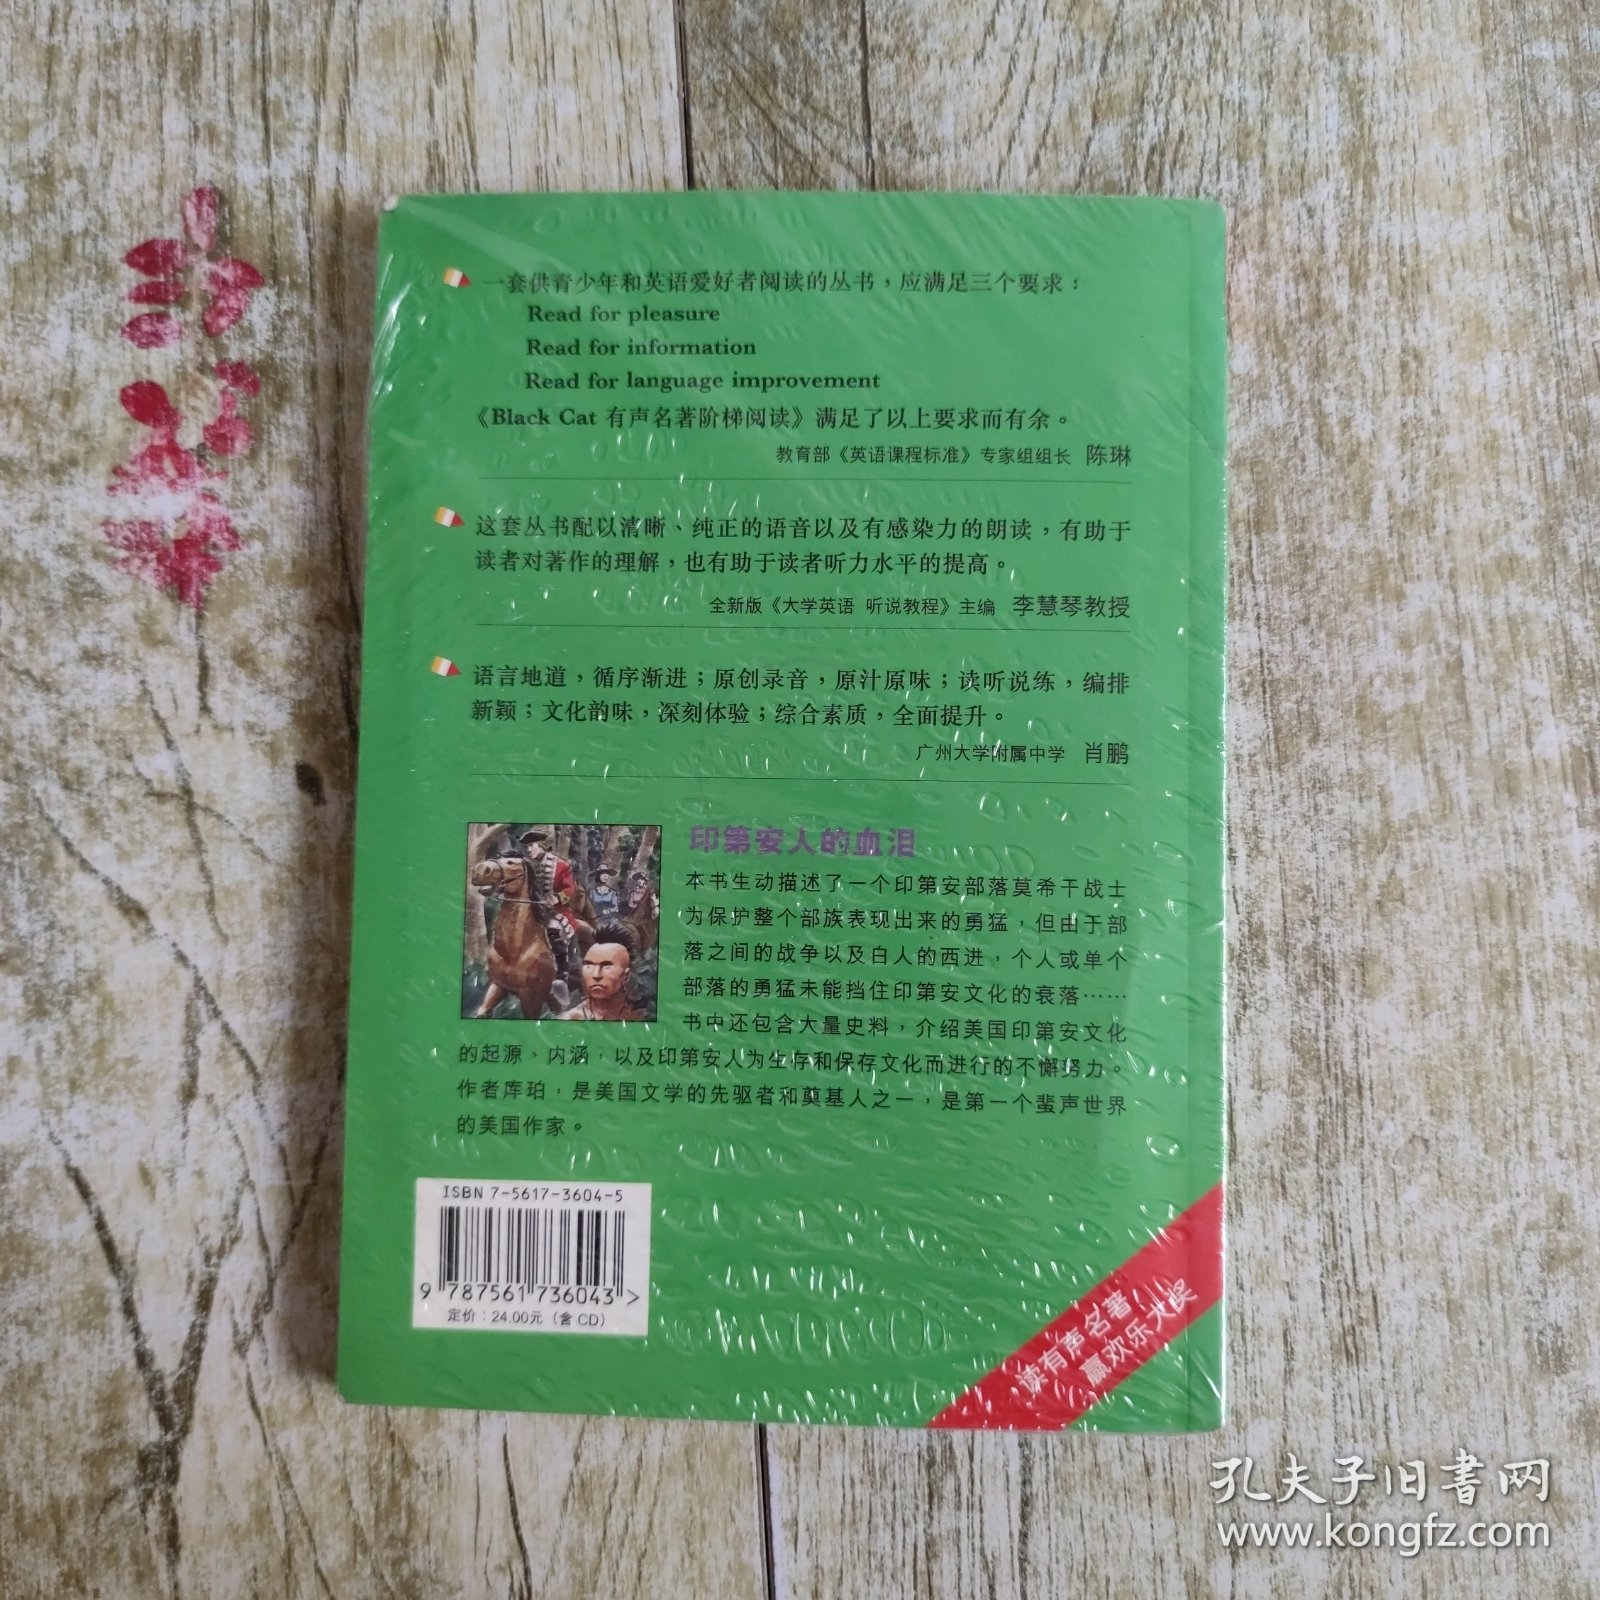 一套供青少年和英语爱好者阅读的丛书，应满足三个要求：
Read for pleasure
Read for information
Read for language improvement
《Black Cat 有声名著阶梯阅读》满足了以上要求而有余。
教育部《英语课程标准》专家组组长 陈琳
这套丛书配以清晰、纯正的语音以及有感染力的朗读，有助于
读者对著作的理解，也有助于读者听力水平的提高。
全新版《大学英语 听说教程》主编 李慧琴教授
语言地道，循序渐进；原创录音，原汁原味；读听说练，编排
新颖；文化韵味，深刻体验；综合素质，全面提升。
广州大学附属中学 肖鹏
印第安人的血泪
本书生动描述了一个印第安部落莫希干战士
为保护整个部族表现出来的勇猛，但由于部
落之间的战争以及白人的西进，个人或单个
部落的勇猛未能挡住印第安文化的衰落……
书中还包含大量史料，介绍美国印第安文化
的起源、内涵，以及印第安人为生存和保存文化而进行的不懈努力。
作者库珀，是美国文学的先驱者和奠基人之一，是第一个蜚声世界
的美国作家。
ISBN 7-5617-3604-5
9 787561 736043 >
定价：24.00元（含 CD）
读有声名著，
赢欢乐大奖
孔夫子旧書网
www.kongfz.com